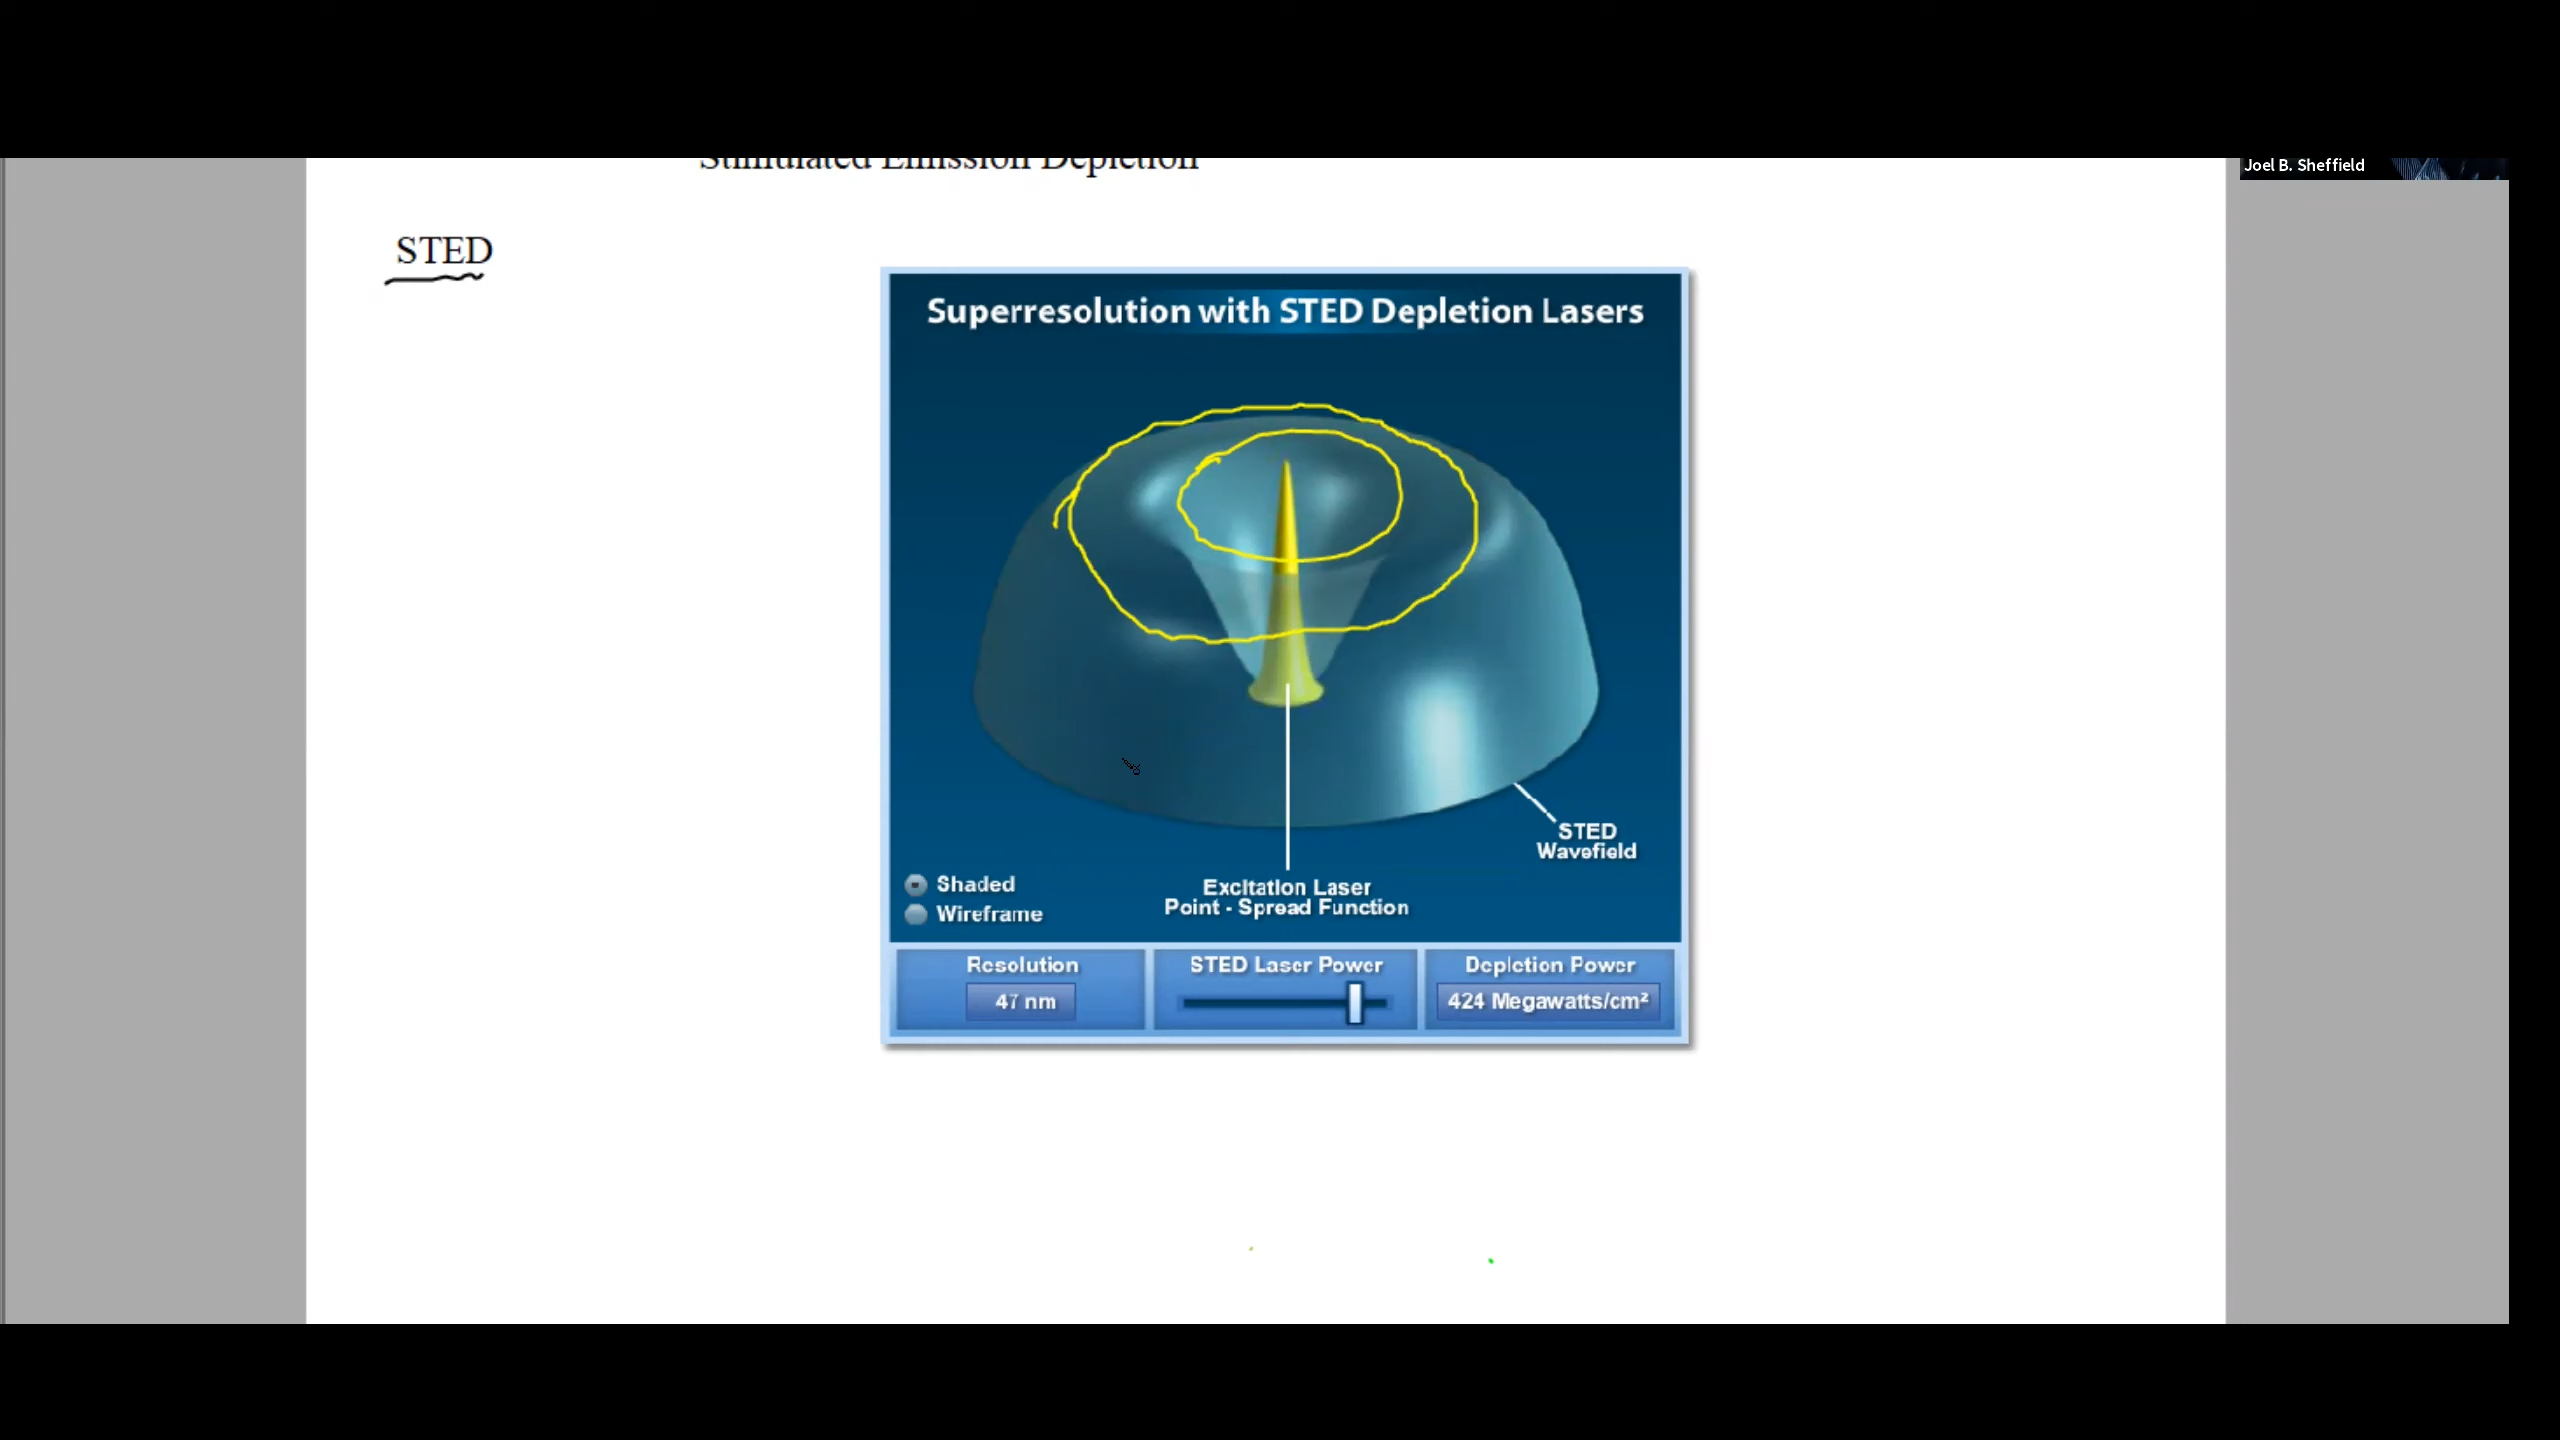 Stimulated Emission Depletion
Joel B. Sheffield
STED
Superresolution with STED Depletion Lasers
STED
Wavefield
Excitation Laser
Point - Spread Function
Shaded
Wireframe
Resolution
47 nm
STED Laser Power
Depletion Power
424 Megawatts/cm²